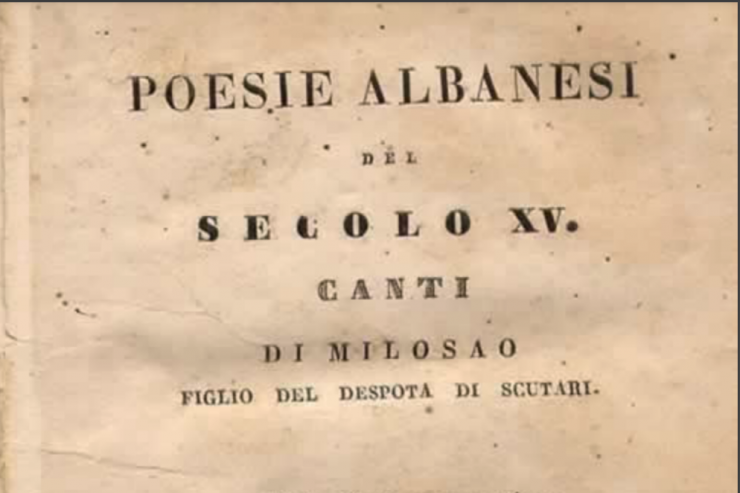 POESIE ALBANESI
DEL
SECOLO XV.
CANTI
DI MILOSAO
FIGLIO DEL DESPOTA DI SCUTARI.